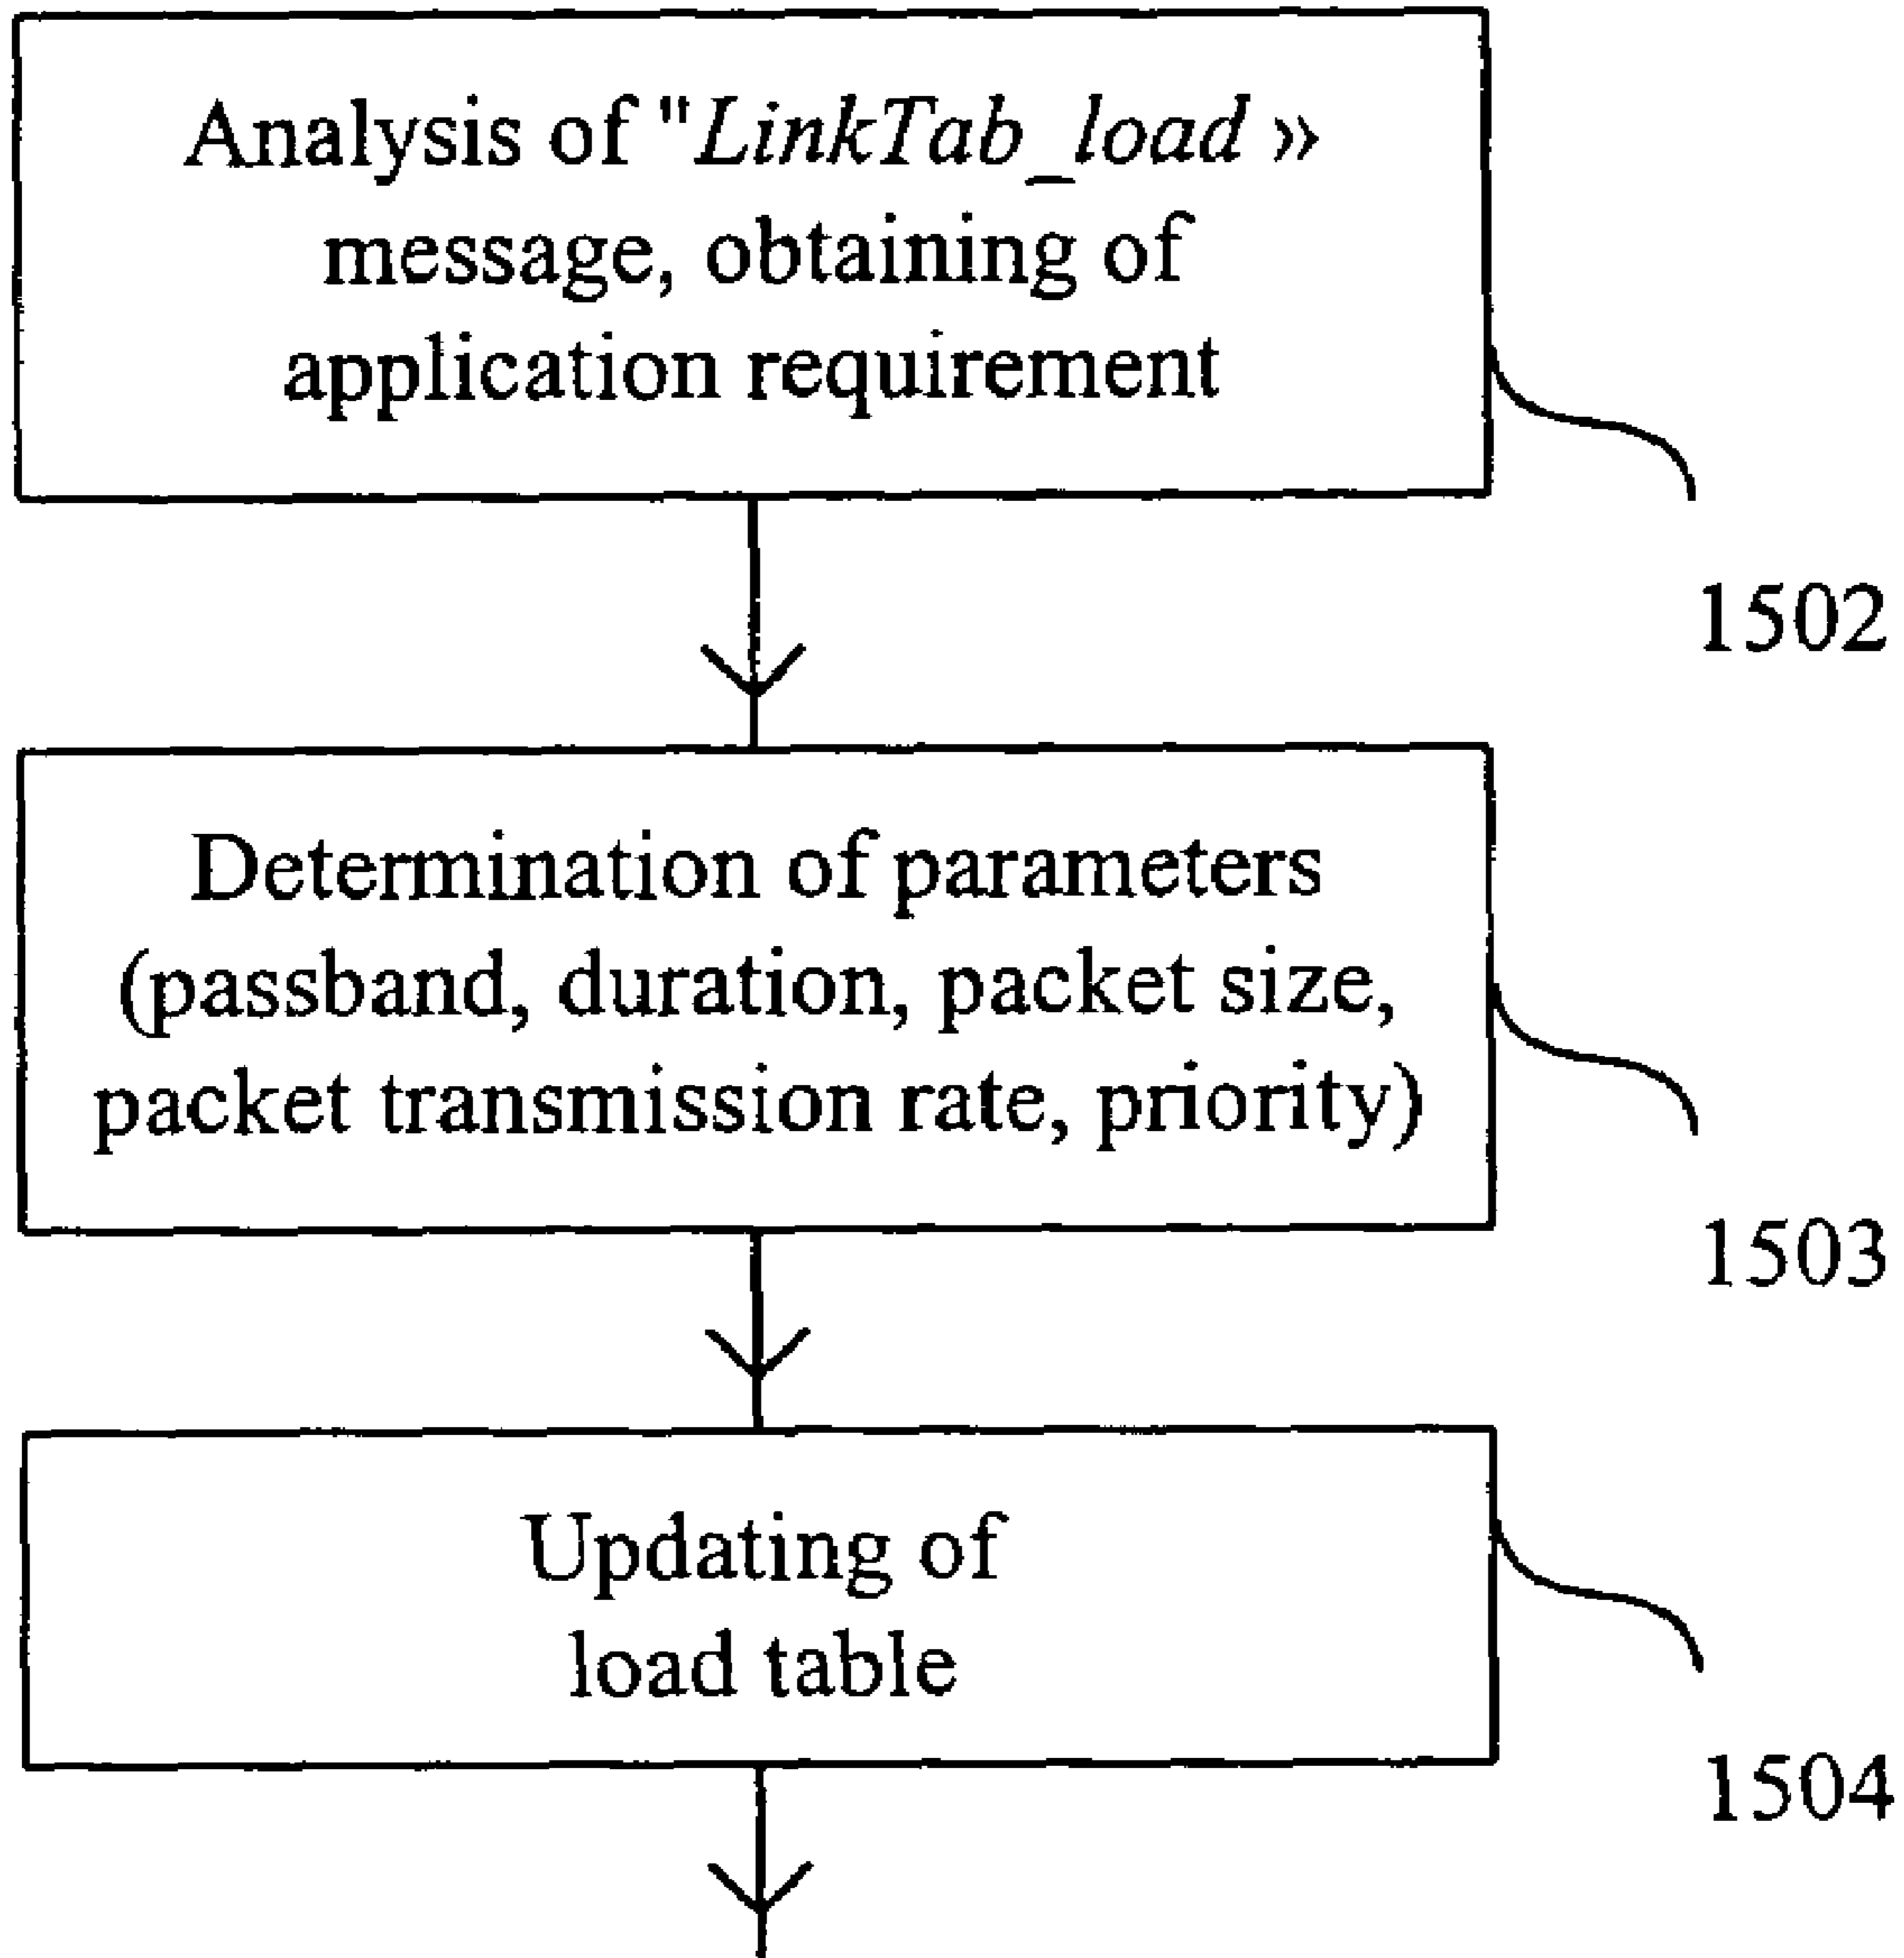 Analysis of "LinkTab_load »
message, obtaining of
application requirement
1502
Determination of parameters
(passband, duration, packet size,
packet transmission rate, priority)
1503
Updating of
load table
1504